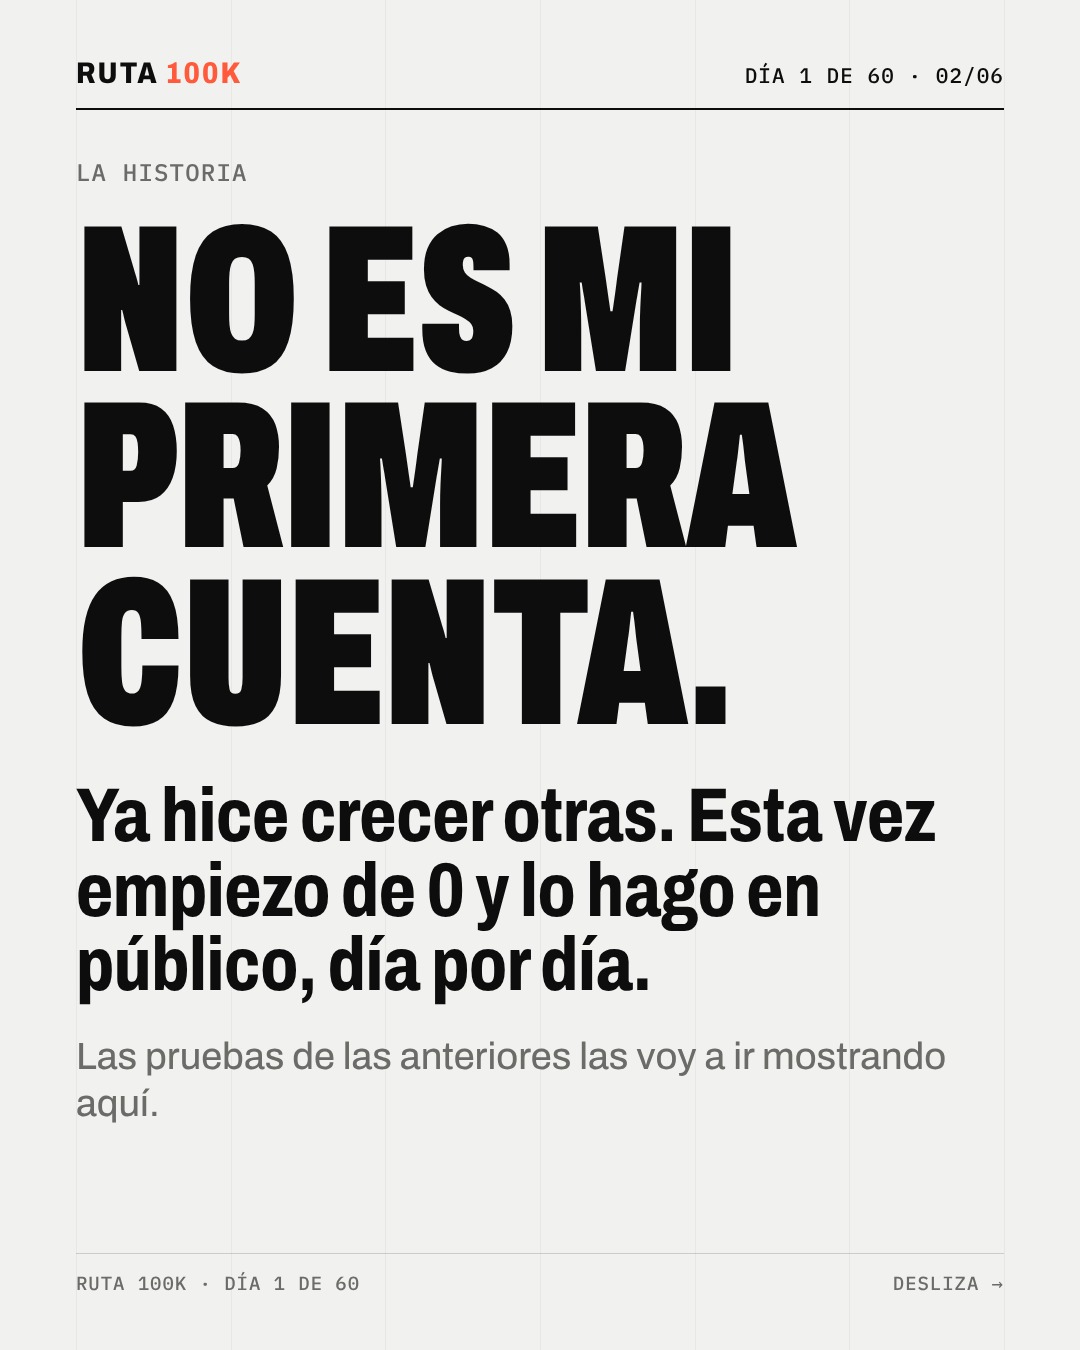 RUTA 100K
DÍA 1 DE 60 · 02/06
LA HISTORIA
NO ES MI
PRIMERA
CUENTA.
Ya hice crecer otras. Esta vez
empiezo de 0 y lo hago en
público, día por día.
Las pruebas de las anteriores las voy a ir mostrando
aquí.
RUTA 100K · DÍA 1 DE 60
DESLIZA →